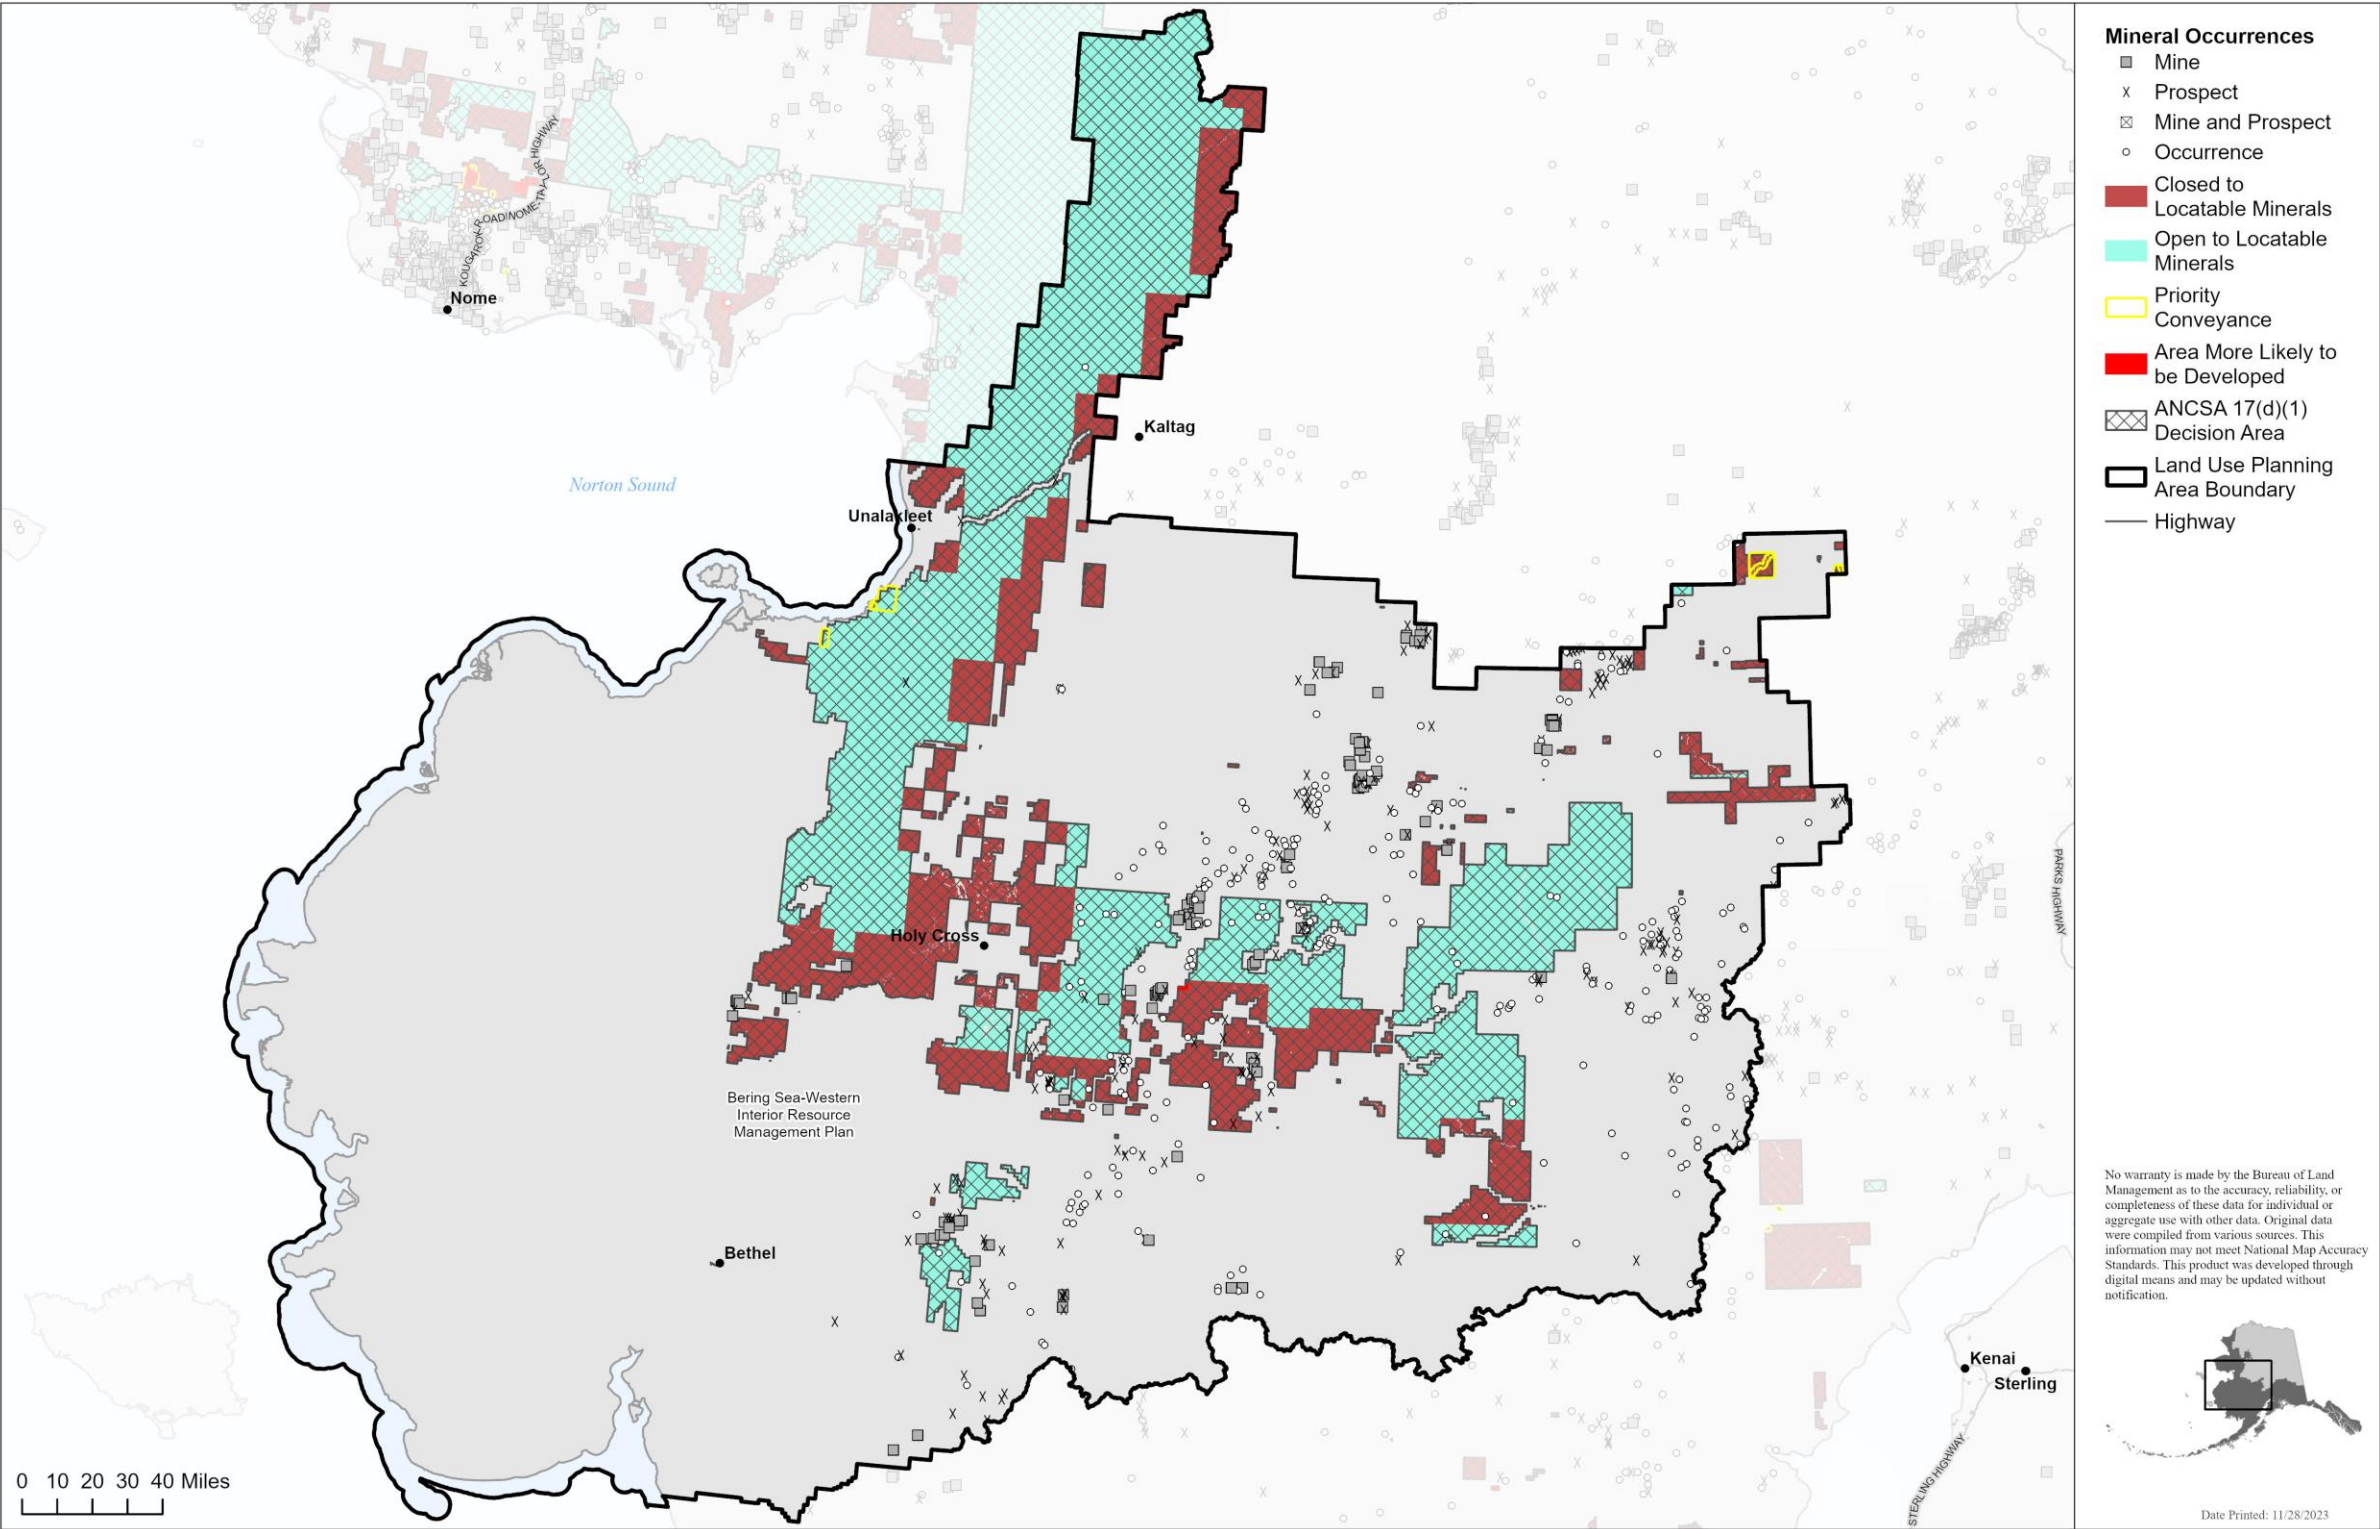 Mineral Occurrences
Mine
Prospect
Mine and Prospect
Occurrence
Closed to
Locatable Minerals
Open to Locatable
Minerals
Priority
Conveyance
Area More Likely to
be Developed
ANCSA 17(d)(1)
Decision Area
Land Use Planning
Area Boundary
Highway
NOME-TAYLOR HIGHWAY
KOUGAROK ROAD
Nome
Norton Sound
Kaltag
Unalakleet
Holy Cross
Bering Sea-Western
Interior Resource
Management Plan
Bethel
PARKS HIGHWAY
Kenai
Sterling
STERLING HIGHWAY
0 10 20 30 40 Miles
No warranty is made by the Bureau of Land
Management as to the accuracy, reliability, or
completeness of these data for individual or
aggregate use with other data. Original data
were compiled from various sources. This
information may not meet National Map Accuracy
Standards. This product was developed through
digital means and may be updated without
notification.
Date Printed: 11/28/2023